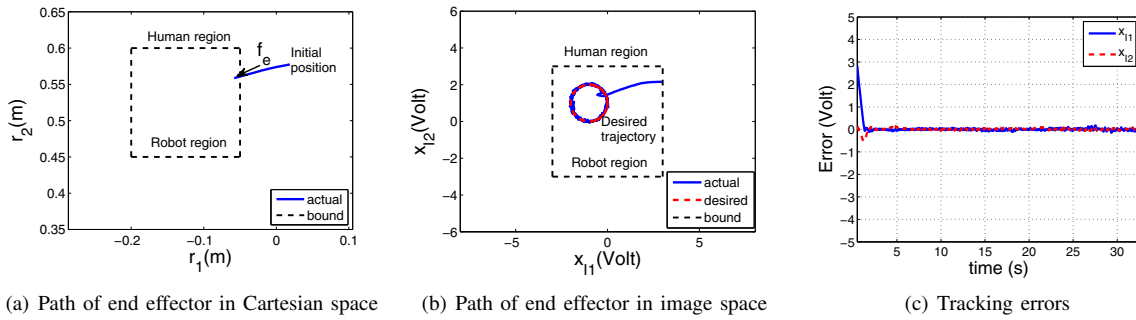 0.65
0.6
0.55
0.5
0.45
0.4
0.35
r2(m)
Human region
fe
Initial
position
Robot region
actual
bound
−0.2
−0.1
0
0.1
r1(m)
(a) Path of end effector in Cartesian space
6
4
2
0
−2
−4
−6
xI2(Volt)
Human region
Desired
trajectory
Robot region
actual
desired
bound
−5
0
5
xI1(Volt)
(b) Path of end effector in image space
5
4
3
2
1
0
−1
−2
−3
−4
−5
Error (Volt)
xI1
xI2
5
10
15
20
25
30
time (s)
(c) Tracking errors